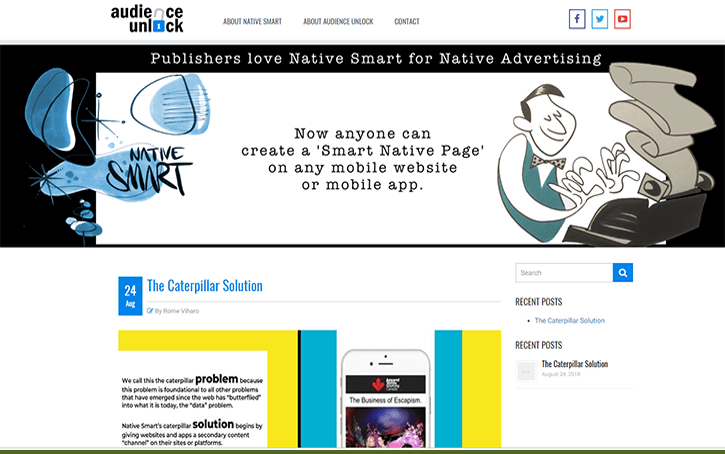 audience
unlock
ABOUT NATIVE SMART
ABOUT AUDIENCE UNLOCK
CONTACT
Publishers love Native Smart for Native Advertising
NATIVE
SMART
Now anyone can
create a 'Smart Native Page'
on any mobile website
or mobile app.
24
Aug
The Caterpillar Solution
By Rome Viharo
We call this the caterpillar problem because
this problem is foundational to all other problems
that have emerged since the web has "butterflied"
into what it is today, the "data" problem.
Native Smart's caterpillar solution begins by
giving websites and apps a secondary content
"channel" on their sites or platforms.
The Business of Escapism.
Search
RECENT POSTS
The Caterpillar Solution
RECENT POSTS
The Caterpillar Solution